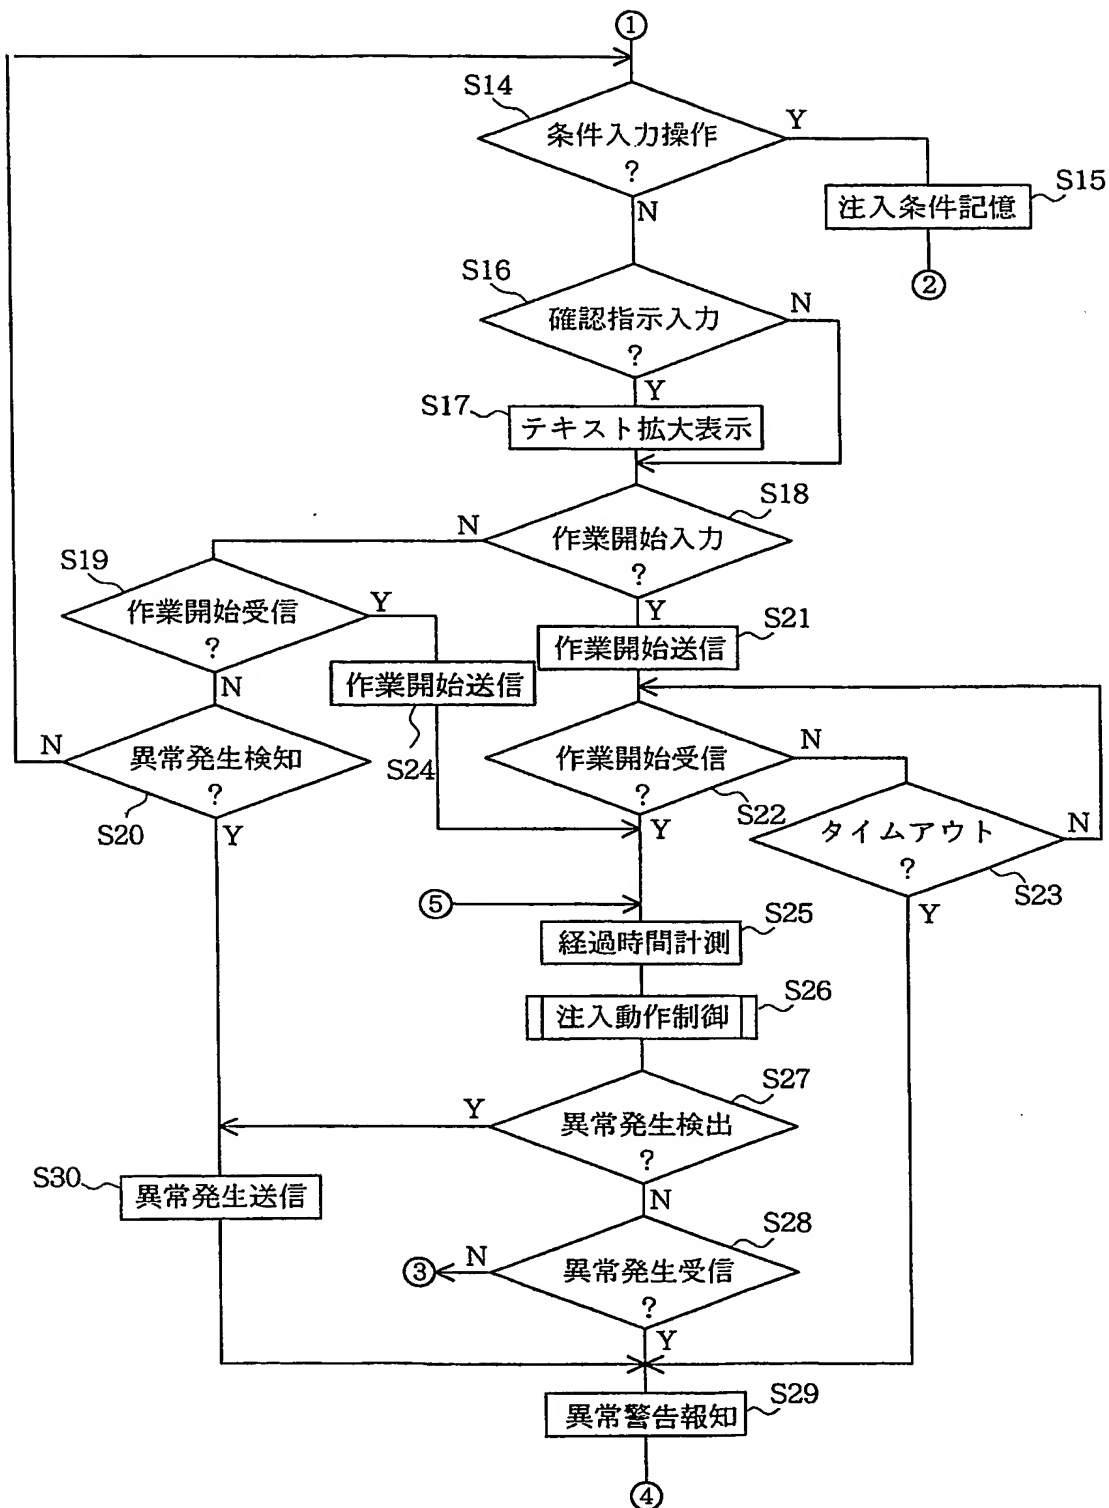 ①
S14
条件入力操作
?
Y
N
S15
注入条件記憶
②
S16
確認指示入力
?
N
Y
S17
テキスト拡大表示
S18
作業開始入力
?
N
Y
S19
作業開始受信
?
Y
N
S21
作業開始送信
作業開始送信
S24
異常発生検知
?
N
Y
S20
作業開始受信
?
N
Y
S22
タイムアウト
?
N
Y
S23
⑤
S25
経過時間計測
S26
注入動作制御
S27
異常発生検出
?
Y
N
S30
異常発生送信
S28
異常発生受信
?
N
Y
③
S29
異常警告報知
④